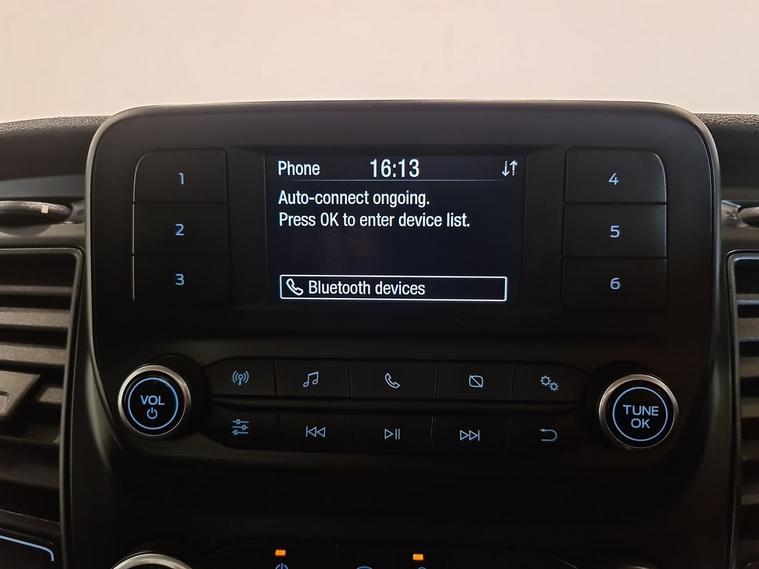 Phone 16:13
Auto-connect ongoing.
Press OK to enter device list.
Bluetooth devices
1
2
3
4
5
6
VOL
TUNE
OK